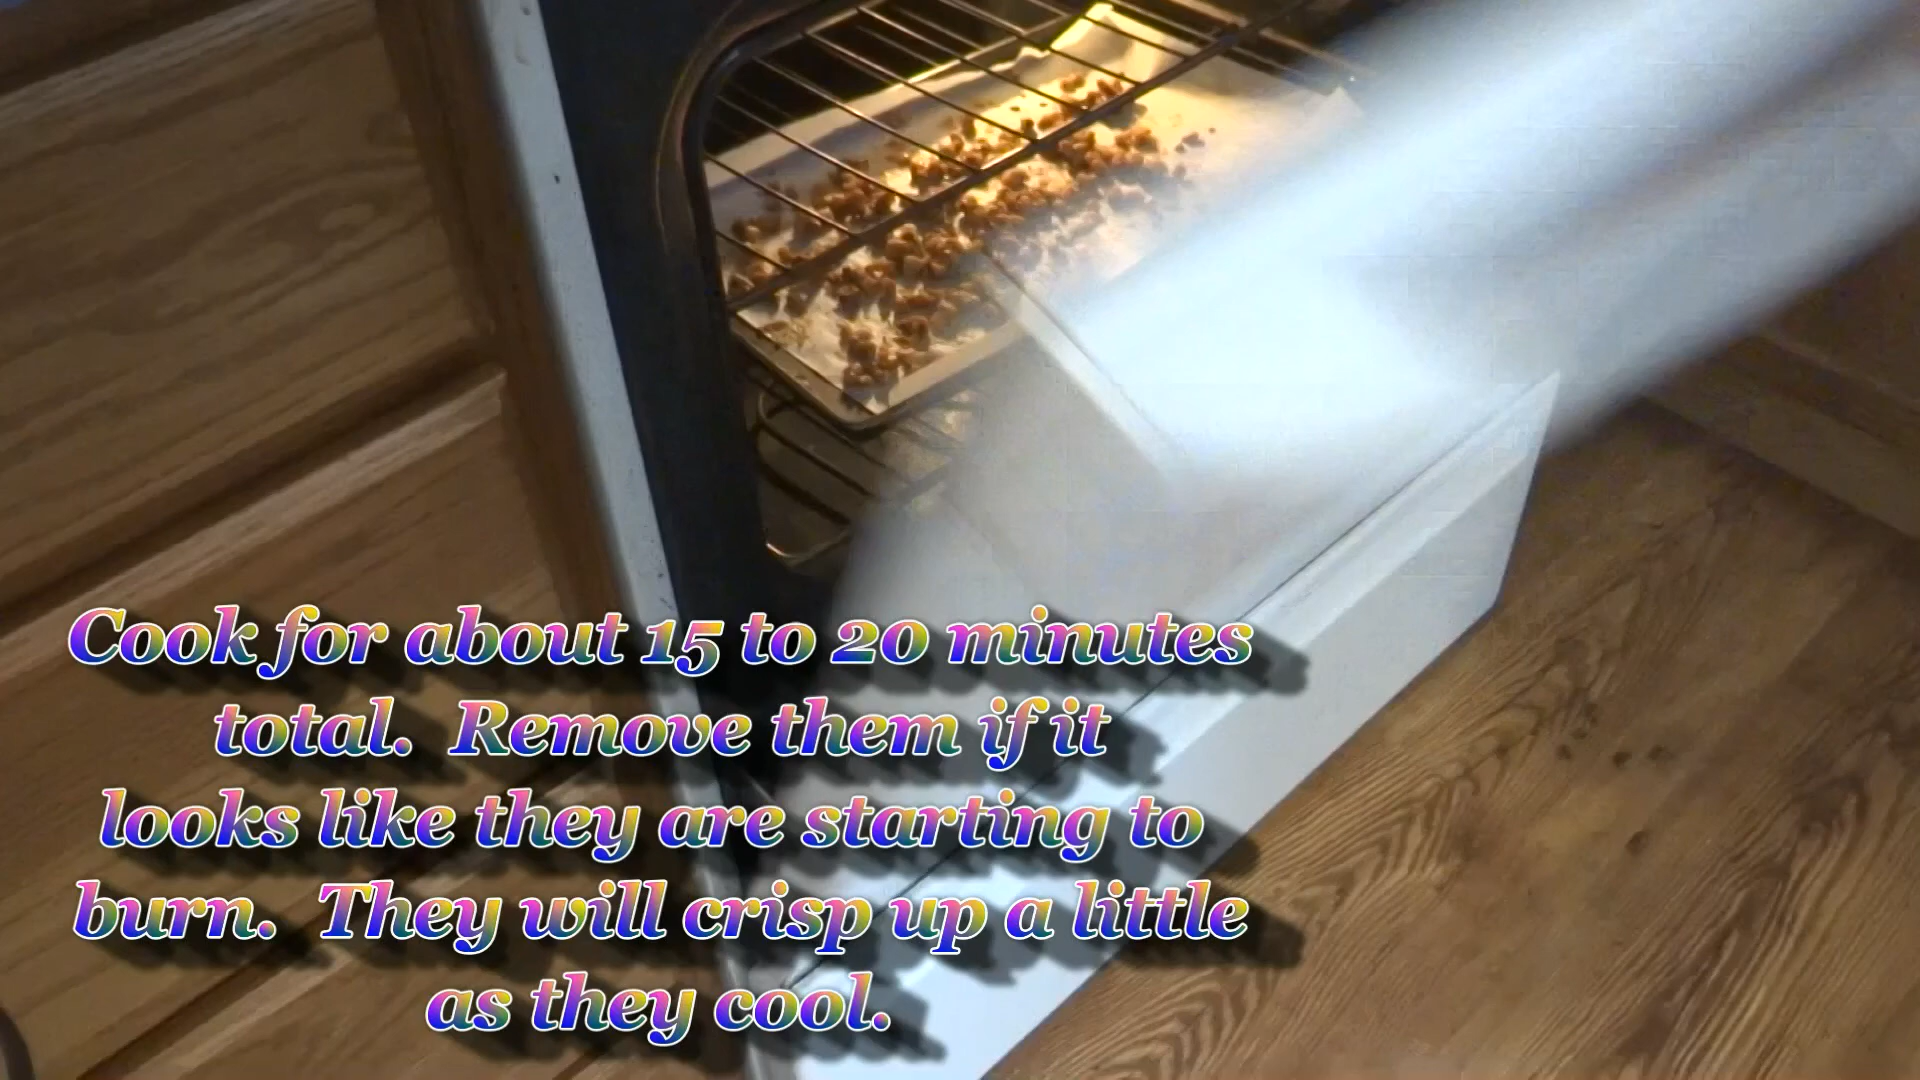 Cook for about 15 to 20 minutes
total.  Remove them if it
looks like they are starting to
burn.  They will crisp up a little
as they cool.